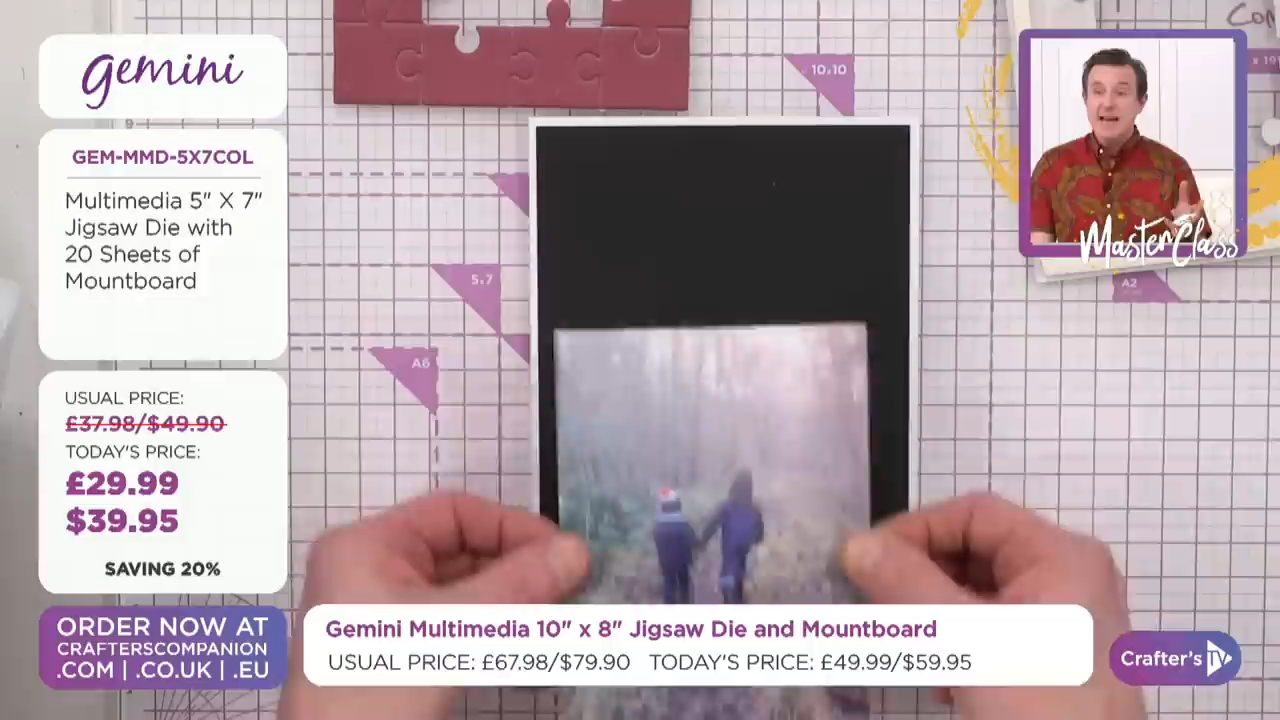 gemini
GEM-MMD-5X7COL
Multimedia 5" X 7"
Jigsaw Die with
20 Sheets of
Mountboard
USUAL PRICE:
£37.98/$49.90
TODAY'S PRICE:
£29.99
$39.95
SAVING 20%
ORDER NOW AT
CRAFTERSCOMPANION
.COM | .CO.UK | .EU
10x10
5x7
A6
A2
x 19
MasterClass
Gemini Multimedia 10" x 8" Jigsaw Die and Mountboard
USUAL PRICE: £67.98/$79.90 TODAY'S PRICE: £49.99/$59.95
Crafter's TV